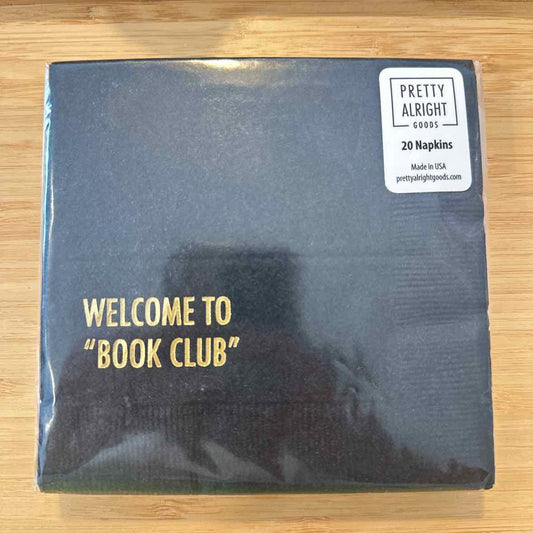 PRETTY
ALRIGHT
GOODS
20 Napkins
Made in USA
prettyalrightgoods.com
WELCOME TO
“BOOK CLUB”